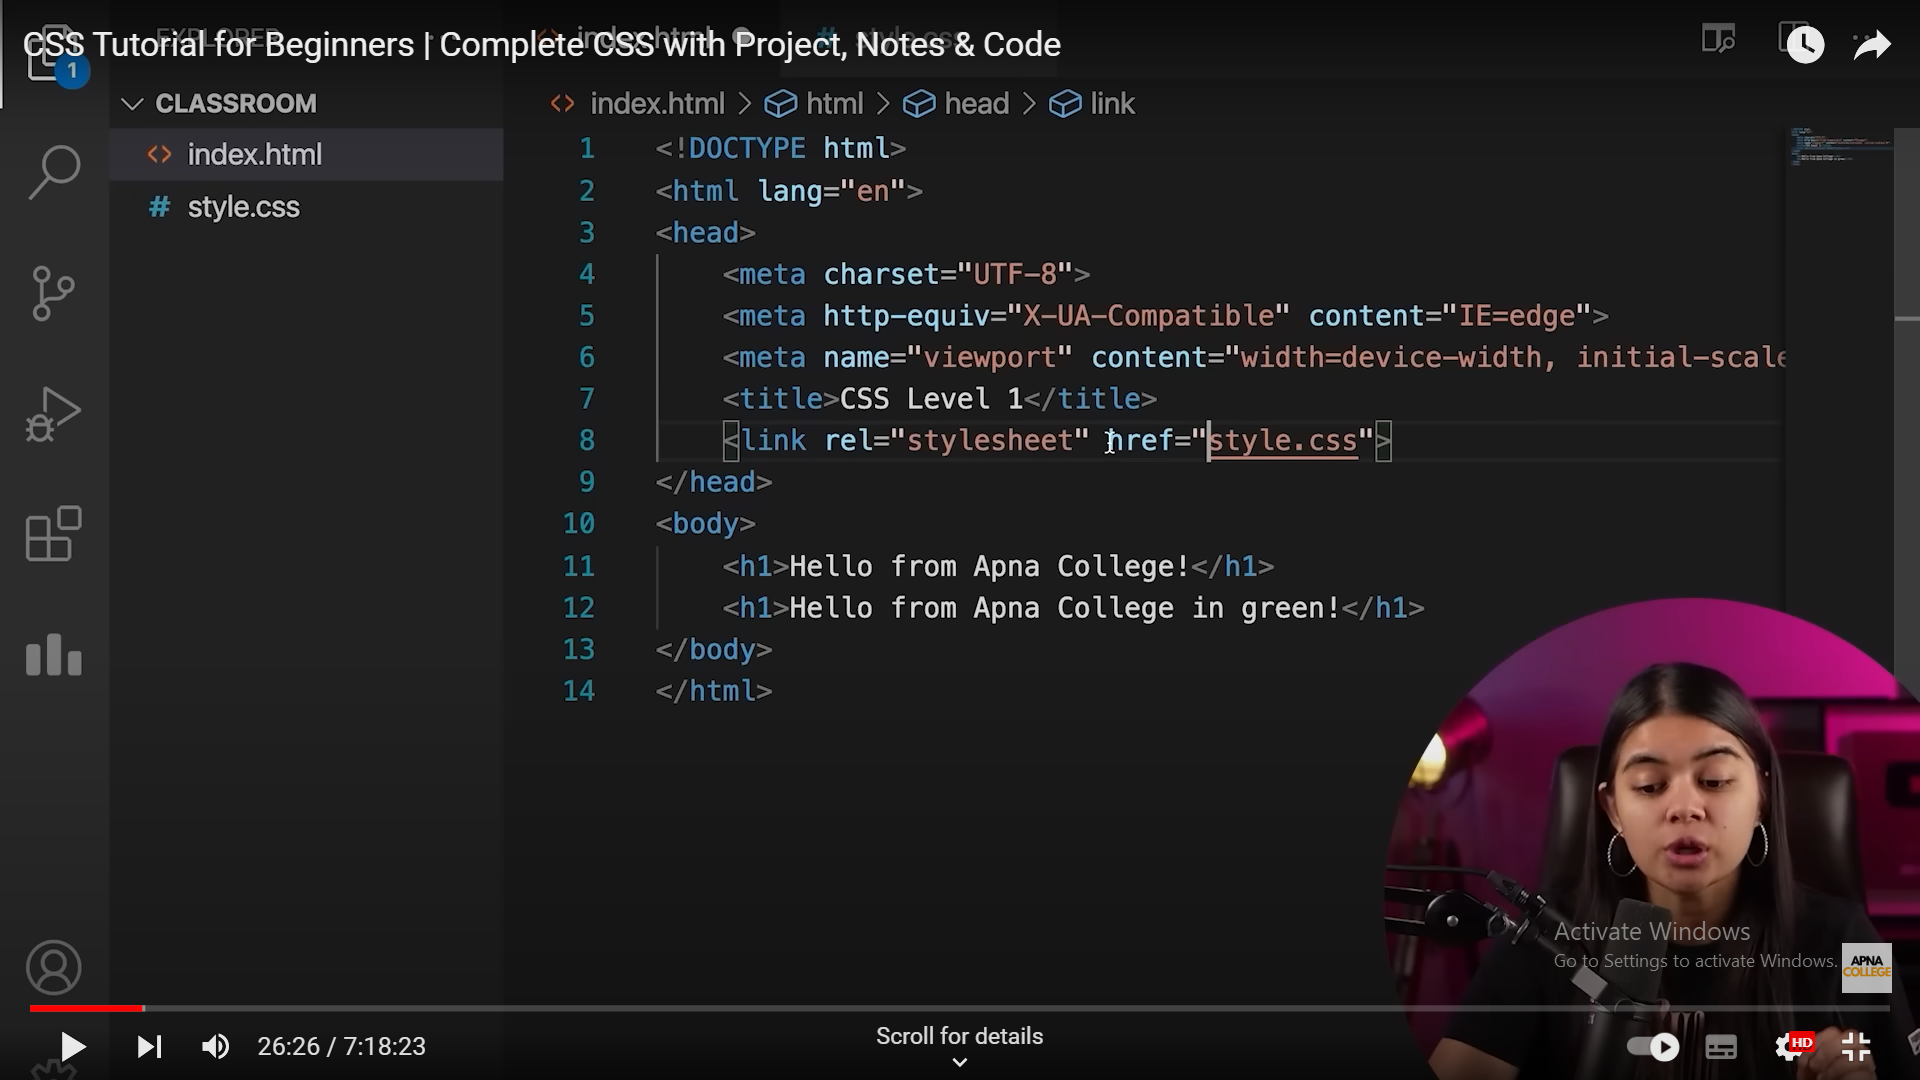 CSS Tutorial for Beginners | Complete CSS with Project, Notes & Code
EXPLORER
index.html
# style.css
1
CLASSROOM
<> index.html
# style.css
<> index.html > html > head > link
1 <!DOCTYPE html>
2 <html lang="en">
3 <head>
4 <meta charset="UTF-8">
5 <meta http-equiv="X-UA-Compatible" content="IE=edge">
6 <meta name="viewport" content="width=device-width, initial-scale
7 <title>CSS Level 1</title>
8 <link rel="stylesheet" href="style.css">
9 </head>
10 <body>
11 <h1>Hello from Apna College!</h1>
12 <h1>Hello from Apna College in green!</h1>
13 </body>
14 </html>
Activate Windows
Go to Settings to activate Windows.
APNA
COLLEGE
26:26 / 7:18:23
Scroll for details
HD